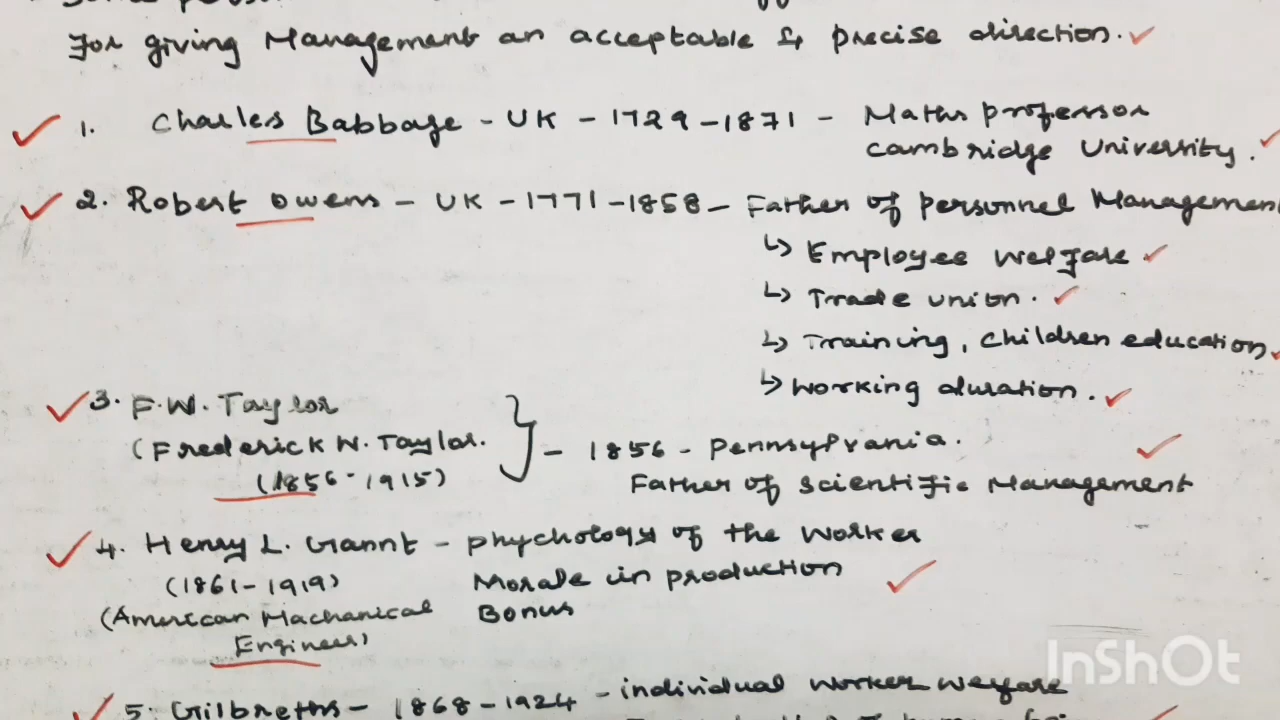 For giving Management an acceptable & precise direction.
1. Charles Babbage - UK - 1729-1871 - Maths professor
Cambridge University.
2. Robert Owens - UK - 1771-1858 - Father of personnel Management
↳ Employee welfare
↳ Trade union.
↳ Training, children education
↳ Working duration.
3. F.W. Taylor
(Frederick W. Taylor.
(1856-1915)
- 1856 - Pennsylvania.
Father of scientific Management
4. Henry L. Gannt - phychology of the worker
(1861-1919) Morale in production
(American Machanical Bonus
Engineer)
5. Gilbreths - 1868-1924 - individual worker welfare
InShOt